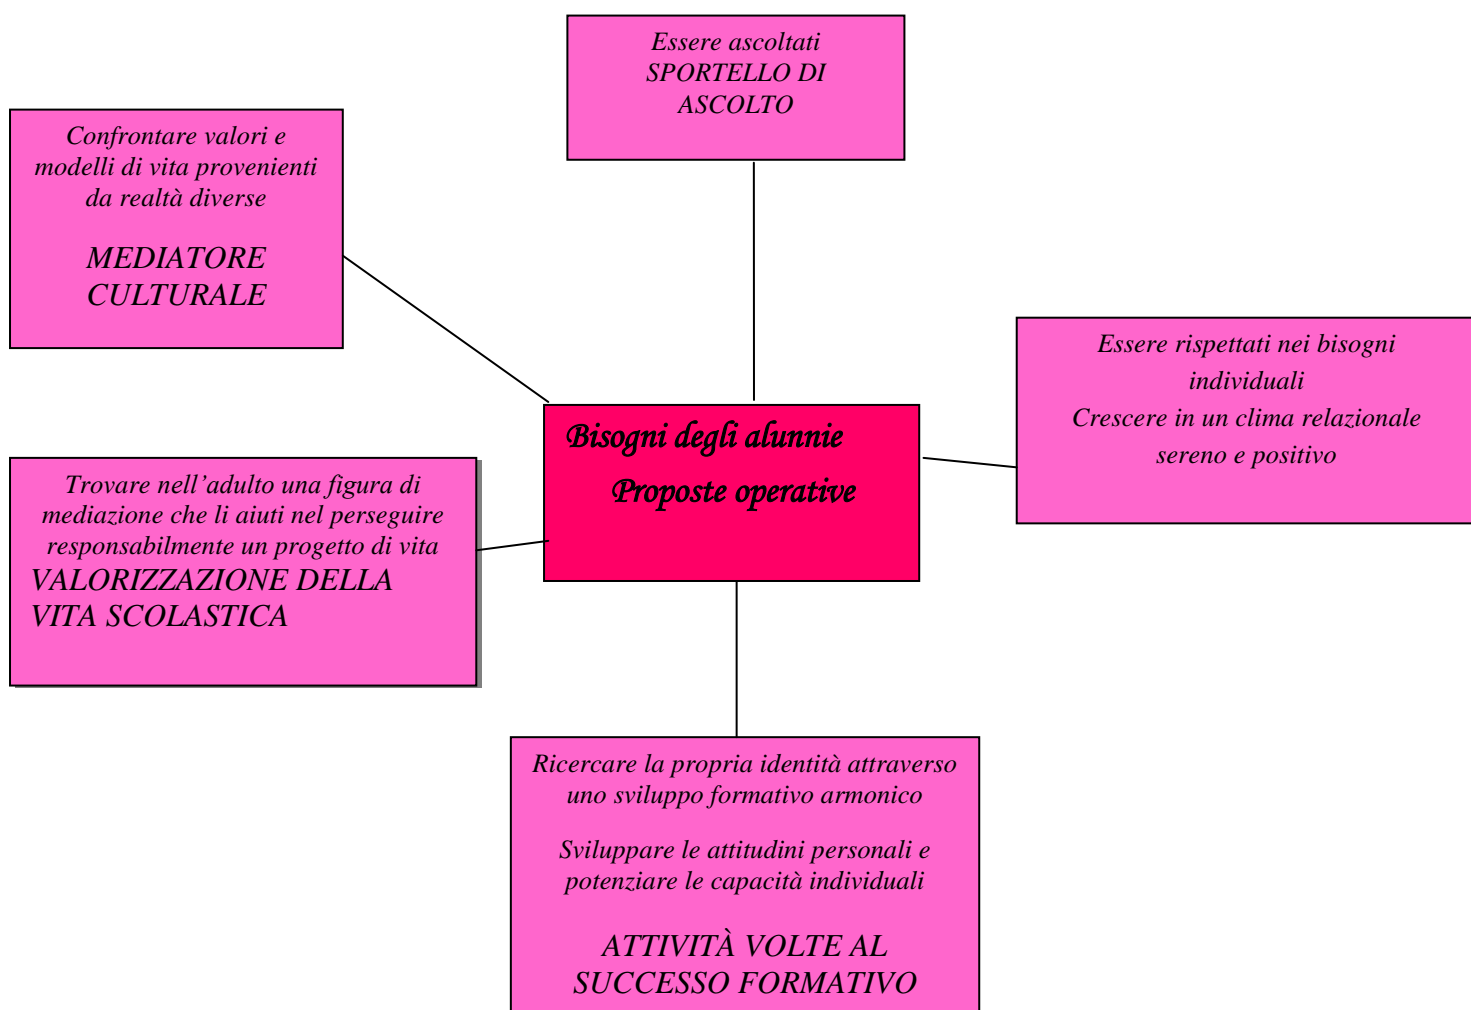 Essere ascoltati
SPORTELLO DI
ASCOLTO
Confrontare valori e
modelli di vita provenienti
da realtà diverse
MEDIATORE
CULTURALE
Essere rispettati nei bisogni
individuali
Crescere in un clima relazionale
sereno e positivo
Bisogni degli alunnie
Proposte operative
Trovare nell’adulto una figura di
mediazione che li aiuti nel perseguire
responsabilmente un progetto di vita
VALORIZZAZIONE DELLA
VITA SCOLASTICA
Ricercare la propria identità attraverso
uno sviluppo formativo armonico
Sviluppare le attitudini personali e
potenziare le capacità individuali
ATTIVITÀ VOLTE AL
SUCCESSO FORMATIVO